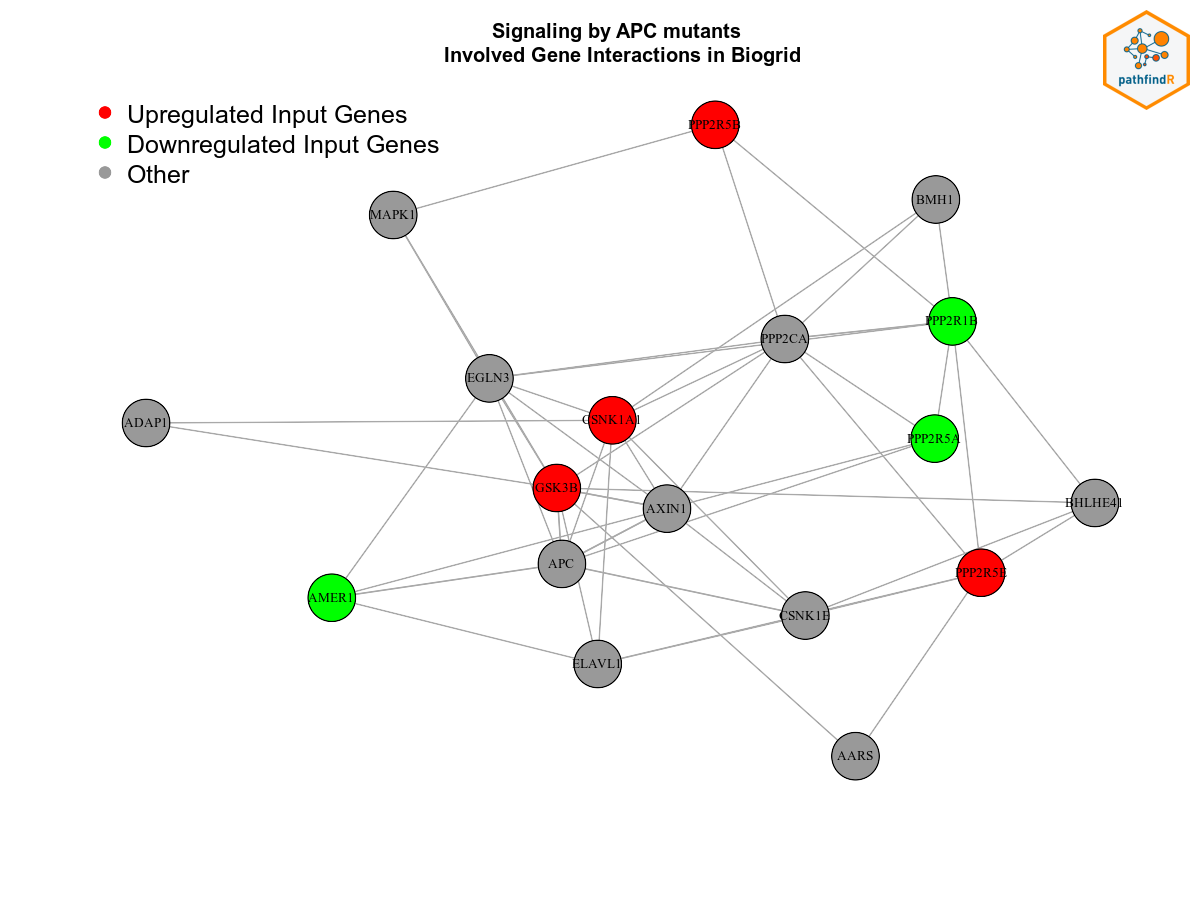 Signaling by APC mutants
Involved Gene Interactions in Biogrid
pathfindR
Upregulated Input Genes
Downregulated Input Genes
Other
PPP2R5B
MAPK1
BMH1
PPP2R1B
PPP2CA
EGLN3
ADAP1
CSNK1A1
PPP2R5A
GSK3B
AXIN1
BHLHE41
APC
PPP2R5E
AMER1
CSNK1E
ELAVL1
AARS